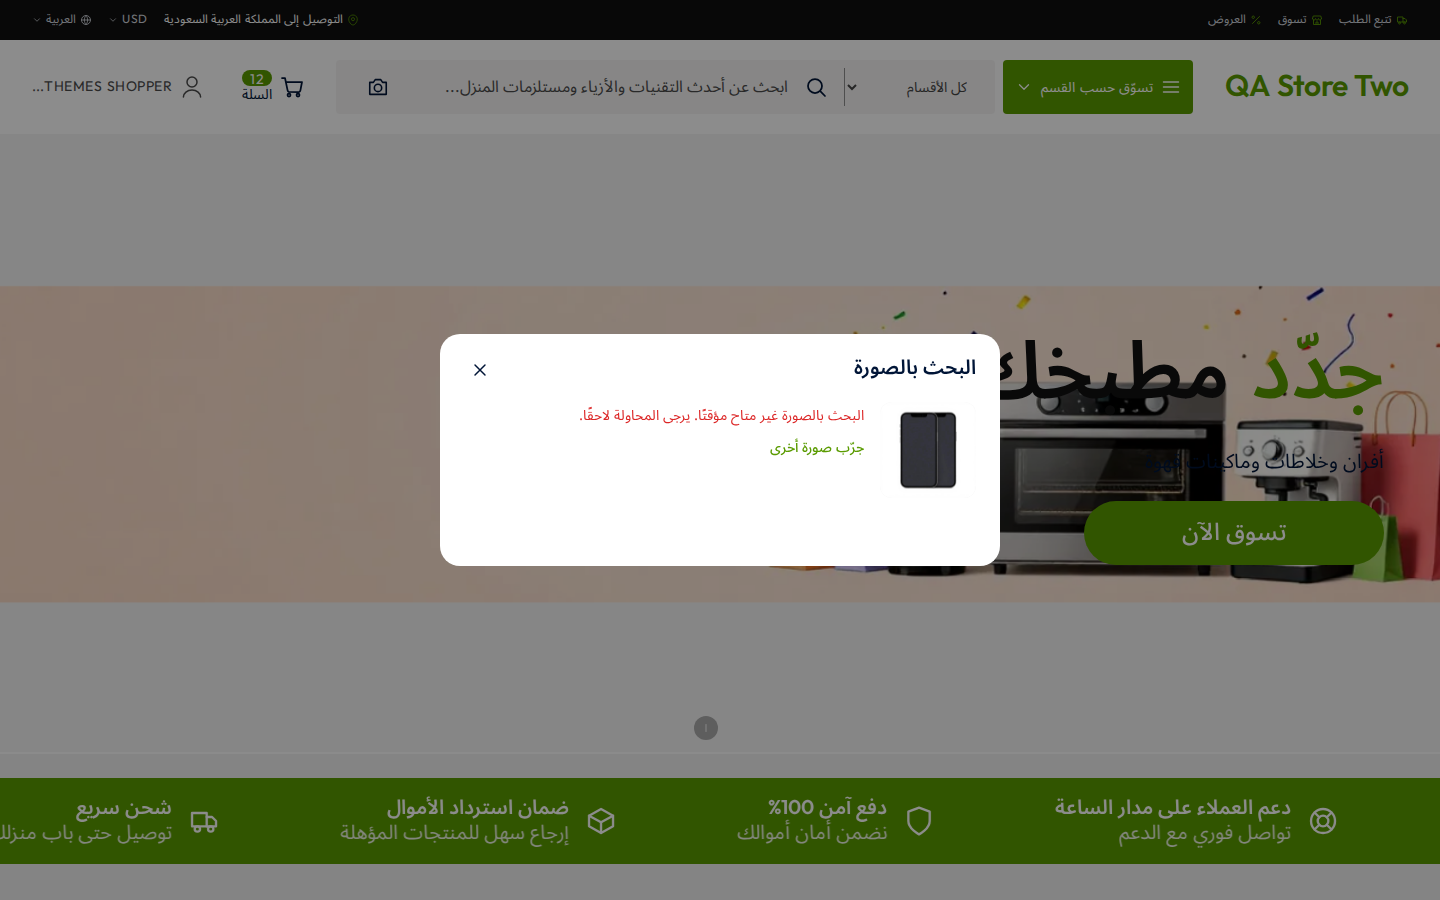 تتبع الطلب
تسوق
العروض
التوصيل إلى المملكة العربية السعودية
USD
العربية
QA Store Two
تسوّق حسب القسم
كل الأقسام
ابحث عن أحدث التقنيات والأزياء ومستلزمات المنزل...
12
السلة
THEMES SHOPPER...
جدّد مطبخك
البحث بالصورة
البحث بالصورة غير متاح مؤقتًا. يرجى المحاولة لاحقًا.
جرّب صورة أخرى
أفران وخلاطات وماكينات قهوة
تسوق الآن
دعم العملاء على مدار الساعة
تواصل فوري مع الدعم
دفع آمن 100%
نضمن أمان أموالك
ضمان استرداد الأموال
إرجاع سهل للمنتجات المؤهلة
شحن سريع
توصيل حتى باب منزلك